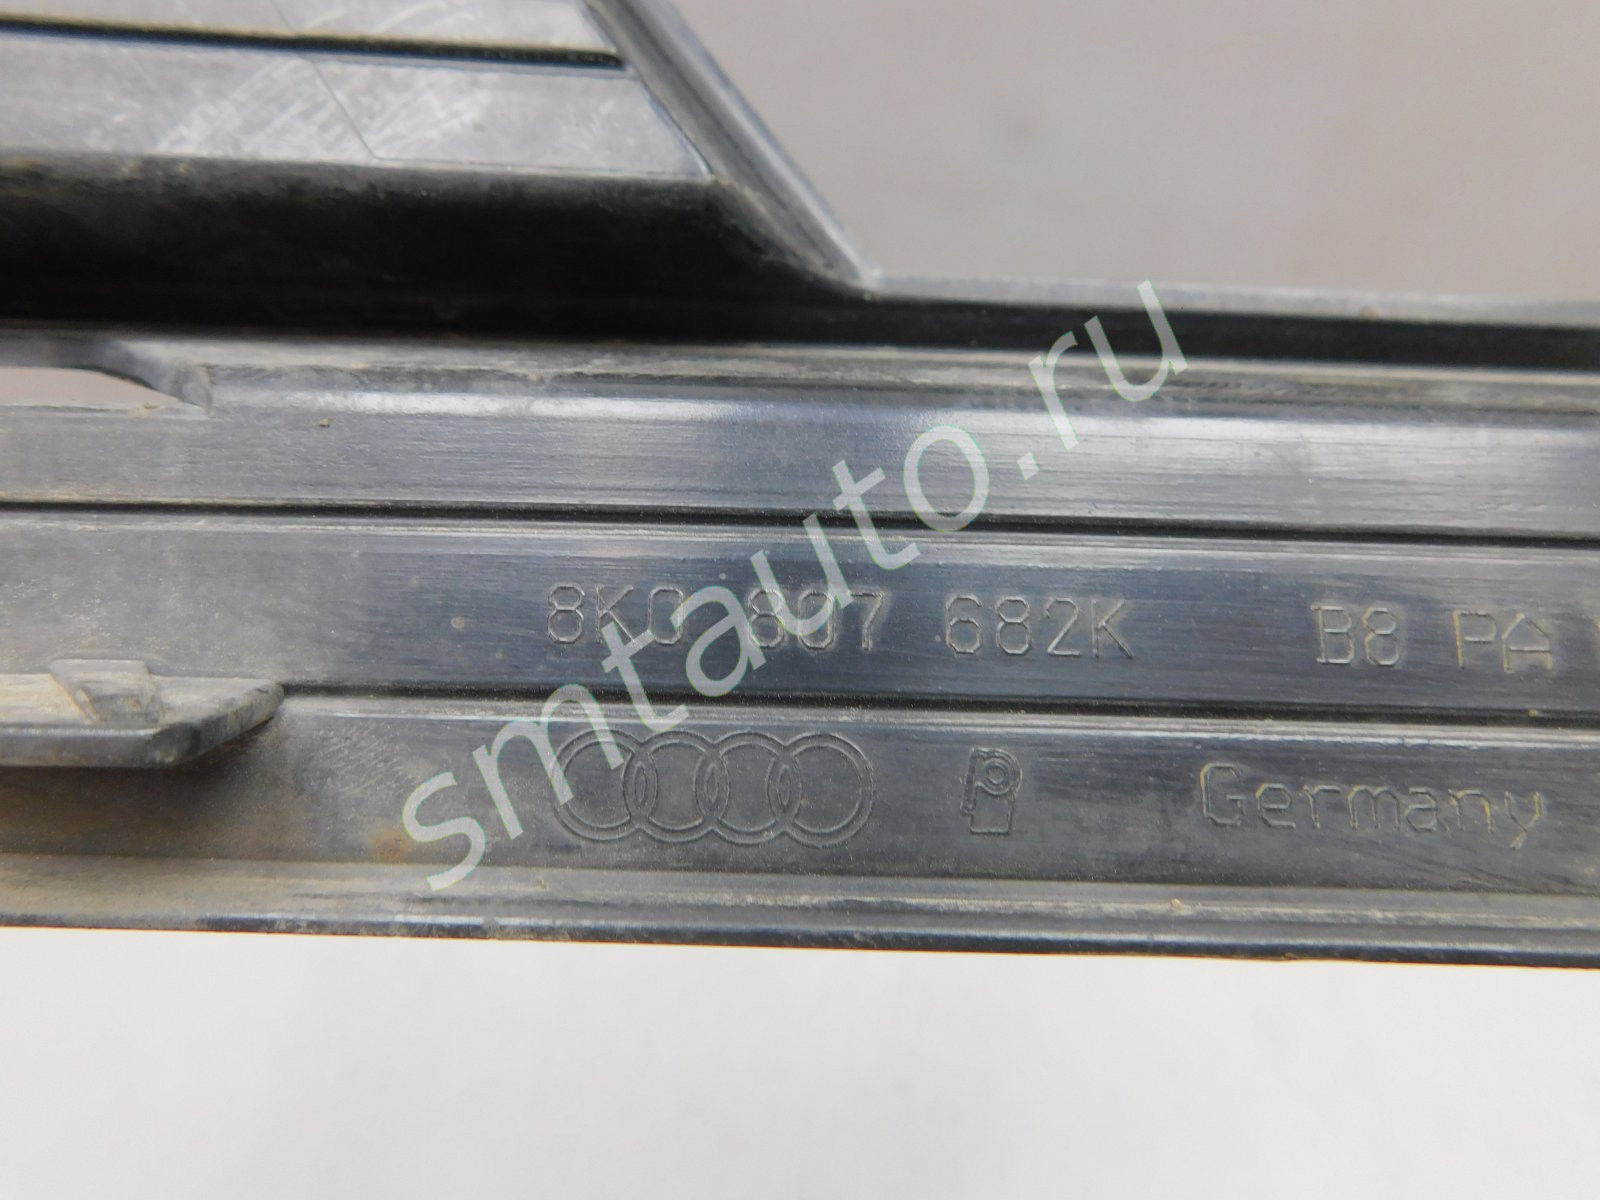 smtauto.ru
8K0 807 682K B8 PA
Germany